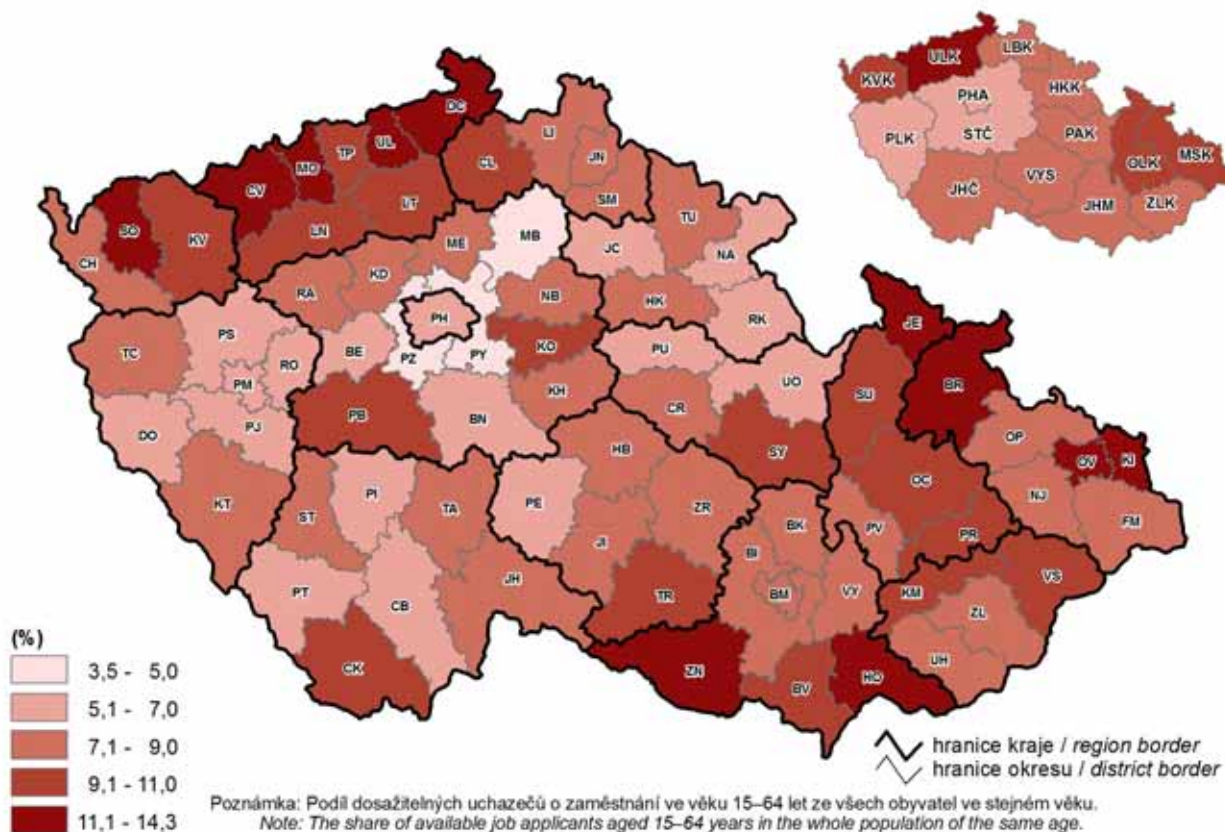 ULK
LBK
KVK
HKK
PHA
PLK
STČ
PAK
OLK
MSK
JHČ
VYS
JHM
ZLK
DC
LI
UL
JN
TP
MO
CL
CV
LT
SM
SO
KV
LN
ME
MB
TU
CH
JC
NA
KD
RA
NB
HK
PH
RK
PS
TC
RO
BE
PZ
PY
KO
PU
JE
UO
PM
KH
PB
BN
CR
SU
BR
DO
PJ
SY
OP
HB
OV
KI
KT
PI
TA
PE
ZR
OC
NJ
ST
BK
PV
FM
JI
BI
PR
PT
JH
TR
BM
VY
KM
VS
CB
ZL
CK
ZN
BV
HO
UH
(%)
3,5 - 5,0
5,1 - 7,0
7,1 - 9,0
9,1 - 11,0
11,1 - 14,3
hranice kraje / region border
hranice okresu / district border
Poznámka: Podíl dosažitelných uchazečů o zaměstnání ve věku 15–64 let ze všech obyvatel ve stejném věku.
Note: The share of available job applicants aged 15–64 years in the whole population of the same age.